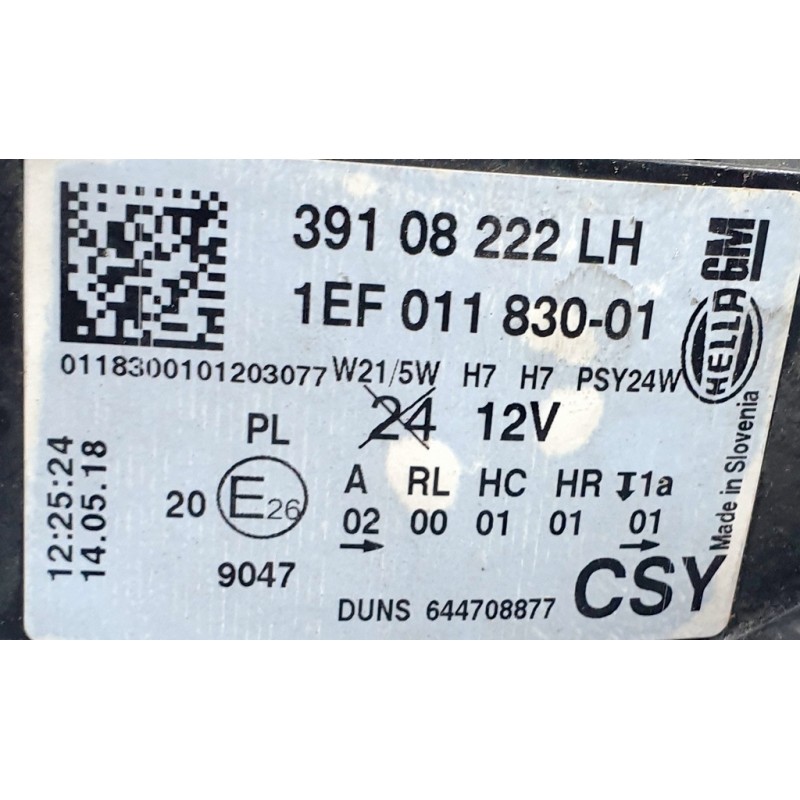 391 08 222 LH
GM
1EF 011 830-01
HELLA
0118300101203077 W21/5W H7 H7 PSY24W
PL 24 12V
A RL HC HR 1a
20 E26 02 00 01 01 01
9047
DUNS 644708877 CSY
12:25:24
14.05.18
Made in Slovenia